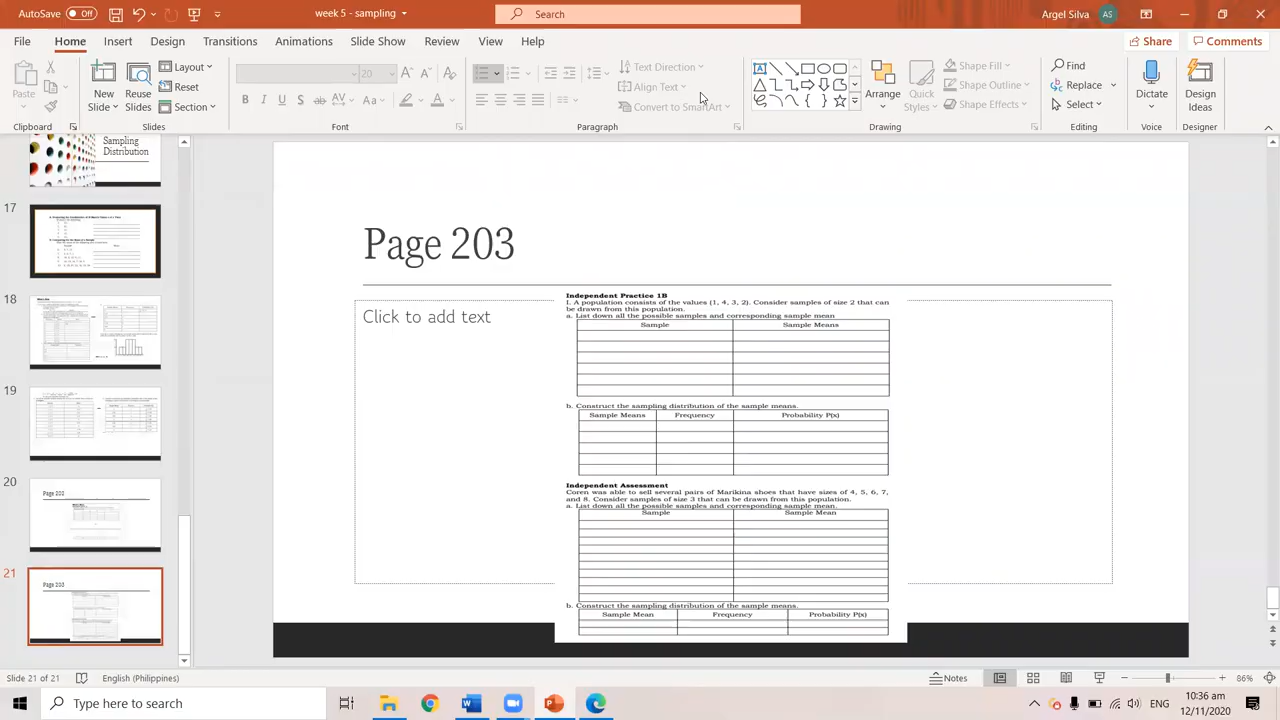 AutoSave Off week 5 - sampling Search Argel Silva AS
File Home Insert Design Transitions Animations Slide Show Review View Help Share Comments
Paste New Slide Reuse Slides Layout Reset Section 20 Text Direction Align Text Convert to SmartArt Arrange Quick Styles Shape Fill Shape Outline Shape Effects Find Replace Select Dictate Design Ideas
Clipboard Slides Font Paragraph Drawing Editing Voice Designer
Sampling
Distribution
17
18
19
20
Page 202
21
Page 203
Page 203
Click to add text
Independent Practice 1B
I. A population consists of the values (1, 4, 3, 2). Consider samples of size 2 that can
be drawn from this population.
a. List down all the possible samples and corresponding sample mean
Sample Sample Means
b. Construct the sampling distribution of the sample means.
Sample Means Frequency Probability P(x)
Independent Assessment
Coren was able to sell several pairs of Marikina shoes that have sizes of 4, 5, 6, 7,
and 8. Consider samples of size 3 that can be drawn from this population.
a. List down all the possible samples and corresponding sample mean.
Sample Sample Mean
b. Construct the sampling distribution of the sample means.
Sample Mean Frequency Probability P(x)
Slide 21 of 21 English (Philippines) Notes 86%
Type here to search ENG 10:36 am
12/11/2020